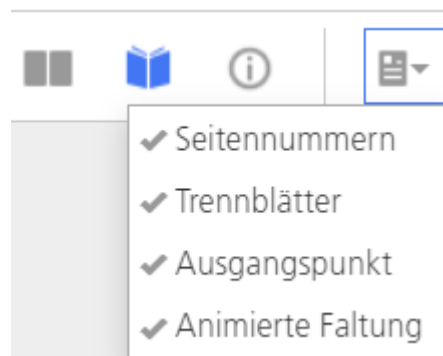 Seitennummern
Trennblätter
Ausgangspunkt
Animierte Faltung